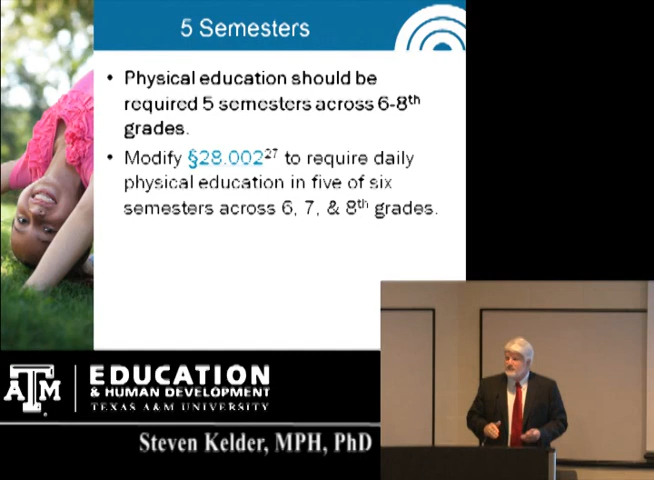 5 Semesters
• Physical education should be
required 5 semesters across 6-8th
grades.
• Modify §28.00227 to require daily
physical education in five of six
semesters across 6, 7, & 8th grades.
ATM
EDUCATION
& HUMAN DEVELOPMENT
TEXAS A&M UNIVERSITY
Steven Kelder, MPH, PhD